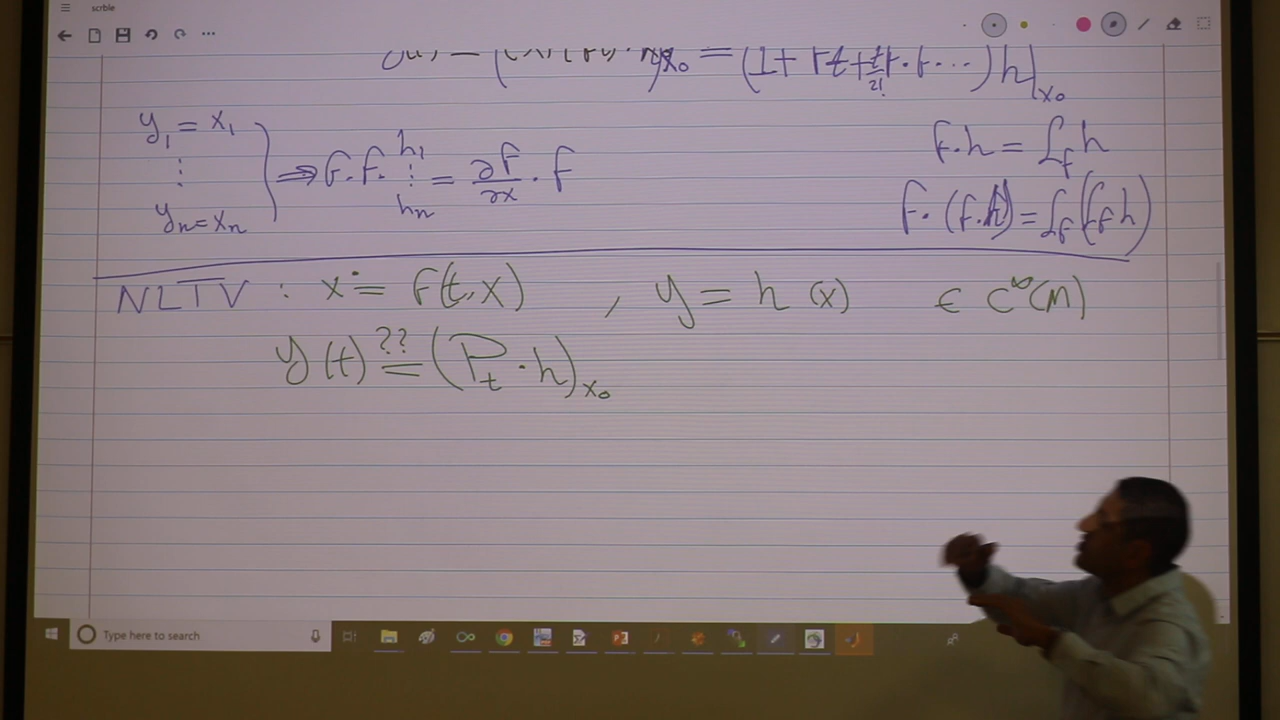 scrble
= (1 + ft + t²/2! f·f···) h|x₀
y₁ = x₁
⋮
yₙ = xₙ
⇒ f·f· h₁ ⋮ hₙ = ∂f/∂x · f
f·h = ℒ_f h
f·(f·h) = ℒ_f (ℒ_f h)
NLTV : ẋ = f(t,x) , y = h (x) ∈ C^∞(M)
y(t) ??= (P_t · h)_x₀
Type here to search